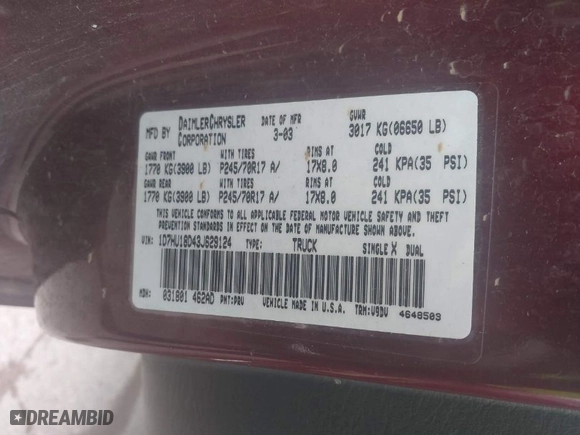 MFD BY DAIMLERCHRYSLER CORPORATION
DATE OF MFR 3-03
GVWR 3017 KG(06650 LB)
GAWR FRONT WITH TIRES RIMS AT COLD
1770 KG(3900 LB) P245/70R17 A/ 17X8.0 241 KPA(35 PSI)
GAWR REAR WITH TIRES RIMS AT COLD
1770 KG(3900 LB) P245/70R17 A/ 17X8.0 241 KPA(35 PSI)
THIS VEHICLE CONFORMS TO ALL APPLICABLE FEDERAL MOTOR VEHICLE SAFETY AND THEFT
PREVENTION STANDARDS IN EFFECT ON THE DATE OF MANUFACTURE SHOWN ABOVE.
VIN: 1D7HU18D43J629124 TYPE: TRUCK SINGLE X DUAL
MDH: 031801 462AD PNT:PRV VEHICLE MADE IN U.S.A. TRM:V9DV 4648503
DREAMBID